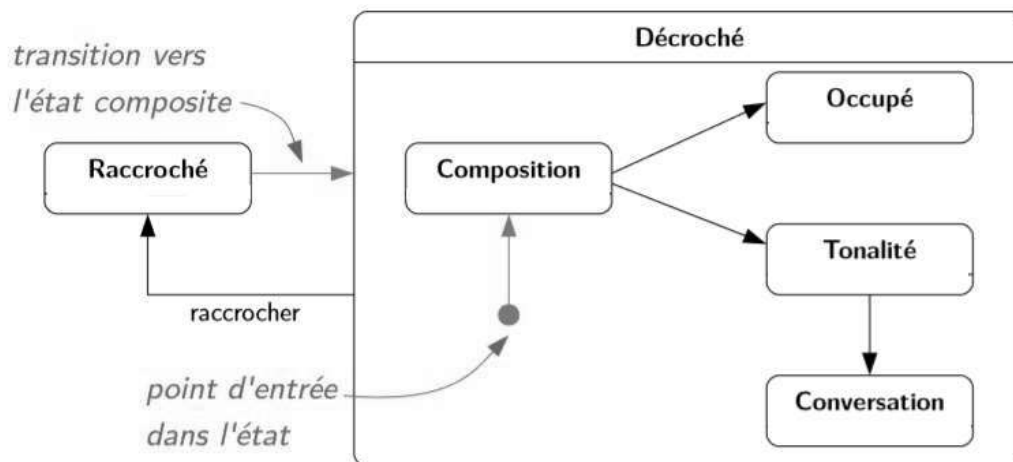 Décroché
transition vers
l'état composite
Raccroché
Composition
Occupé
Tonalité
raccrocher
point d'entrée
dans l'état
Conversation